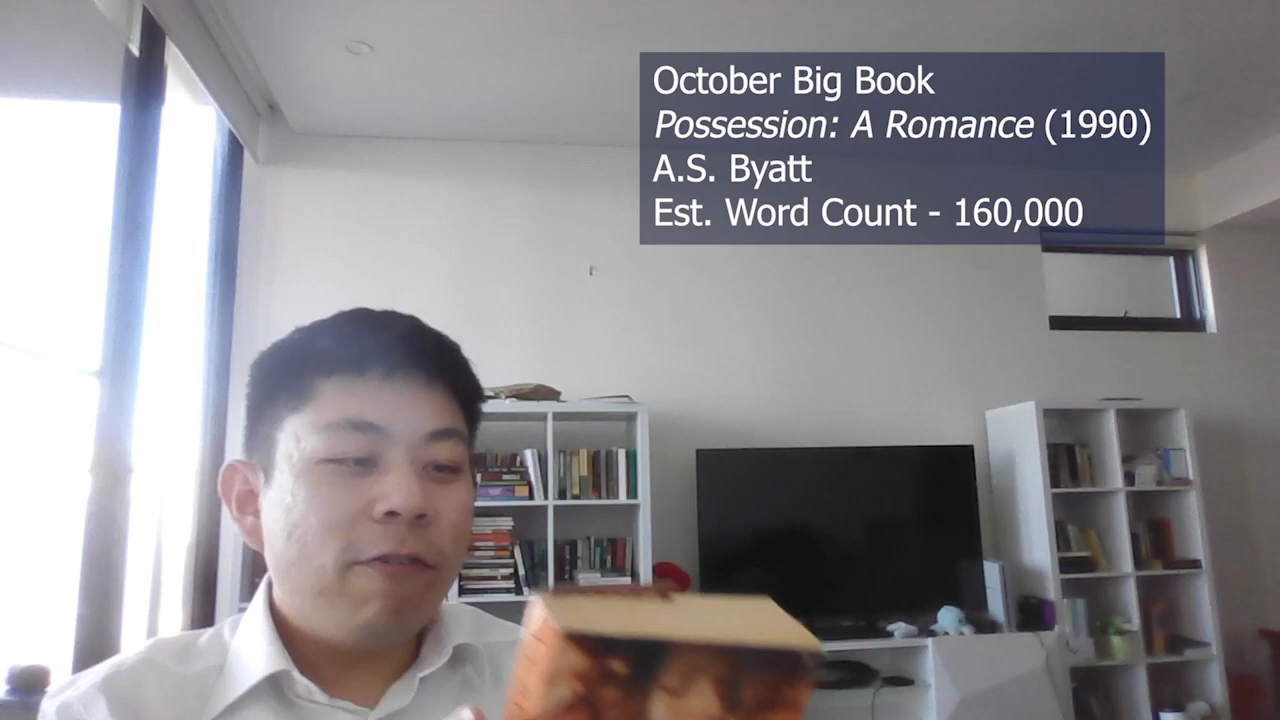 October Big Book
Possession: A Romance (1990)
A.S. Byatt
Est. Word Count - 160,000